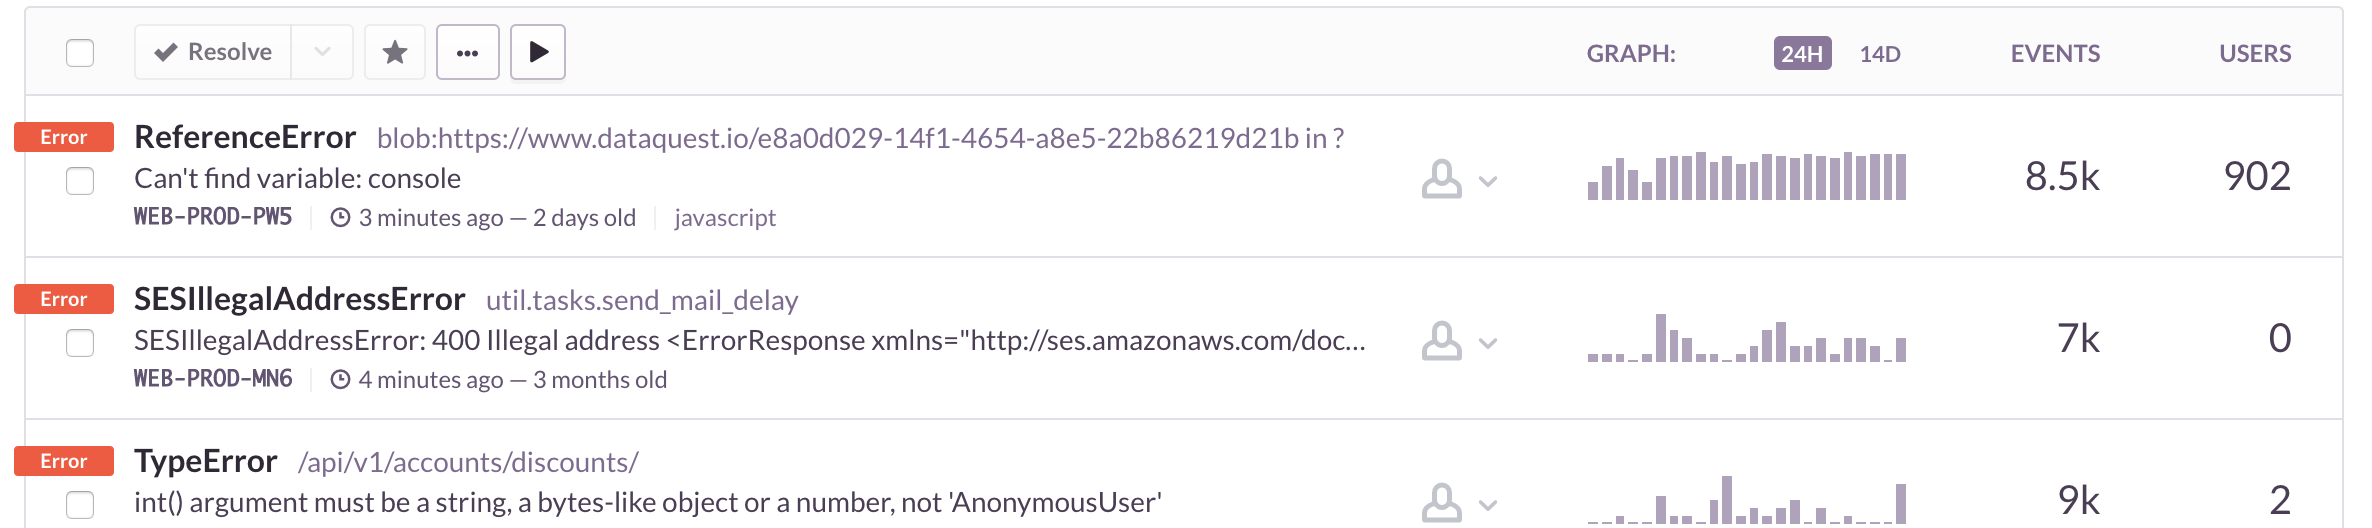 Resolve ... GRAPH: 24H 14D EVENTS USERS
Error ReferenceError blob:https://www.dataquest.io/e8a0d029-14f1-4654-a8e5-22b86219d21b in ?
Can't find variable: console 8.5k 902
WEB-PROD-PW5 3 minutes ago — 2 days old javascript
Error SESIllegalAddressError util.tasks.send_mail_delay
SESIllegalAddressError: 400 Illegal address <ErrorResponse xmlns="http://ses.amazonaws.com/doc... 7k 0
WEB-PROD-MN6 4 minutes ago — 3 months old
Error TypeError /api/v1/accounts/discounts/
int() argument must be a string, a bytes-like object or a number, not 'AnonymousUser' 9k 2